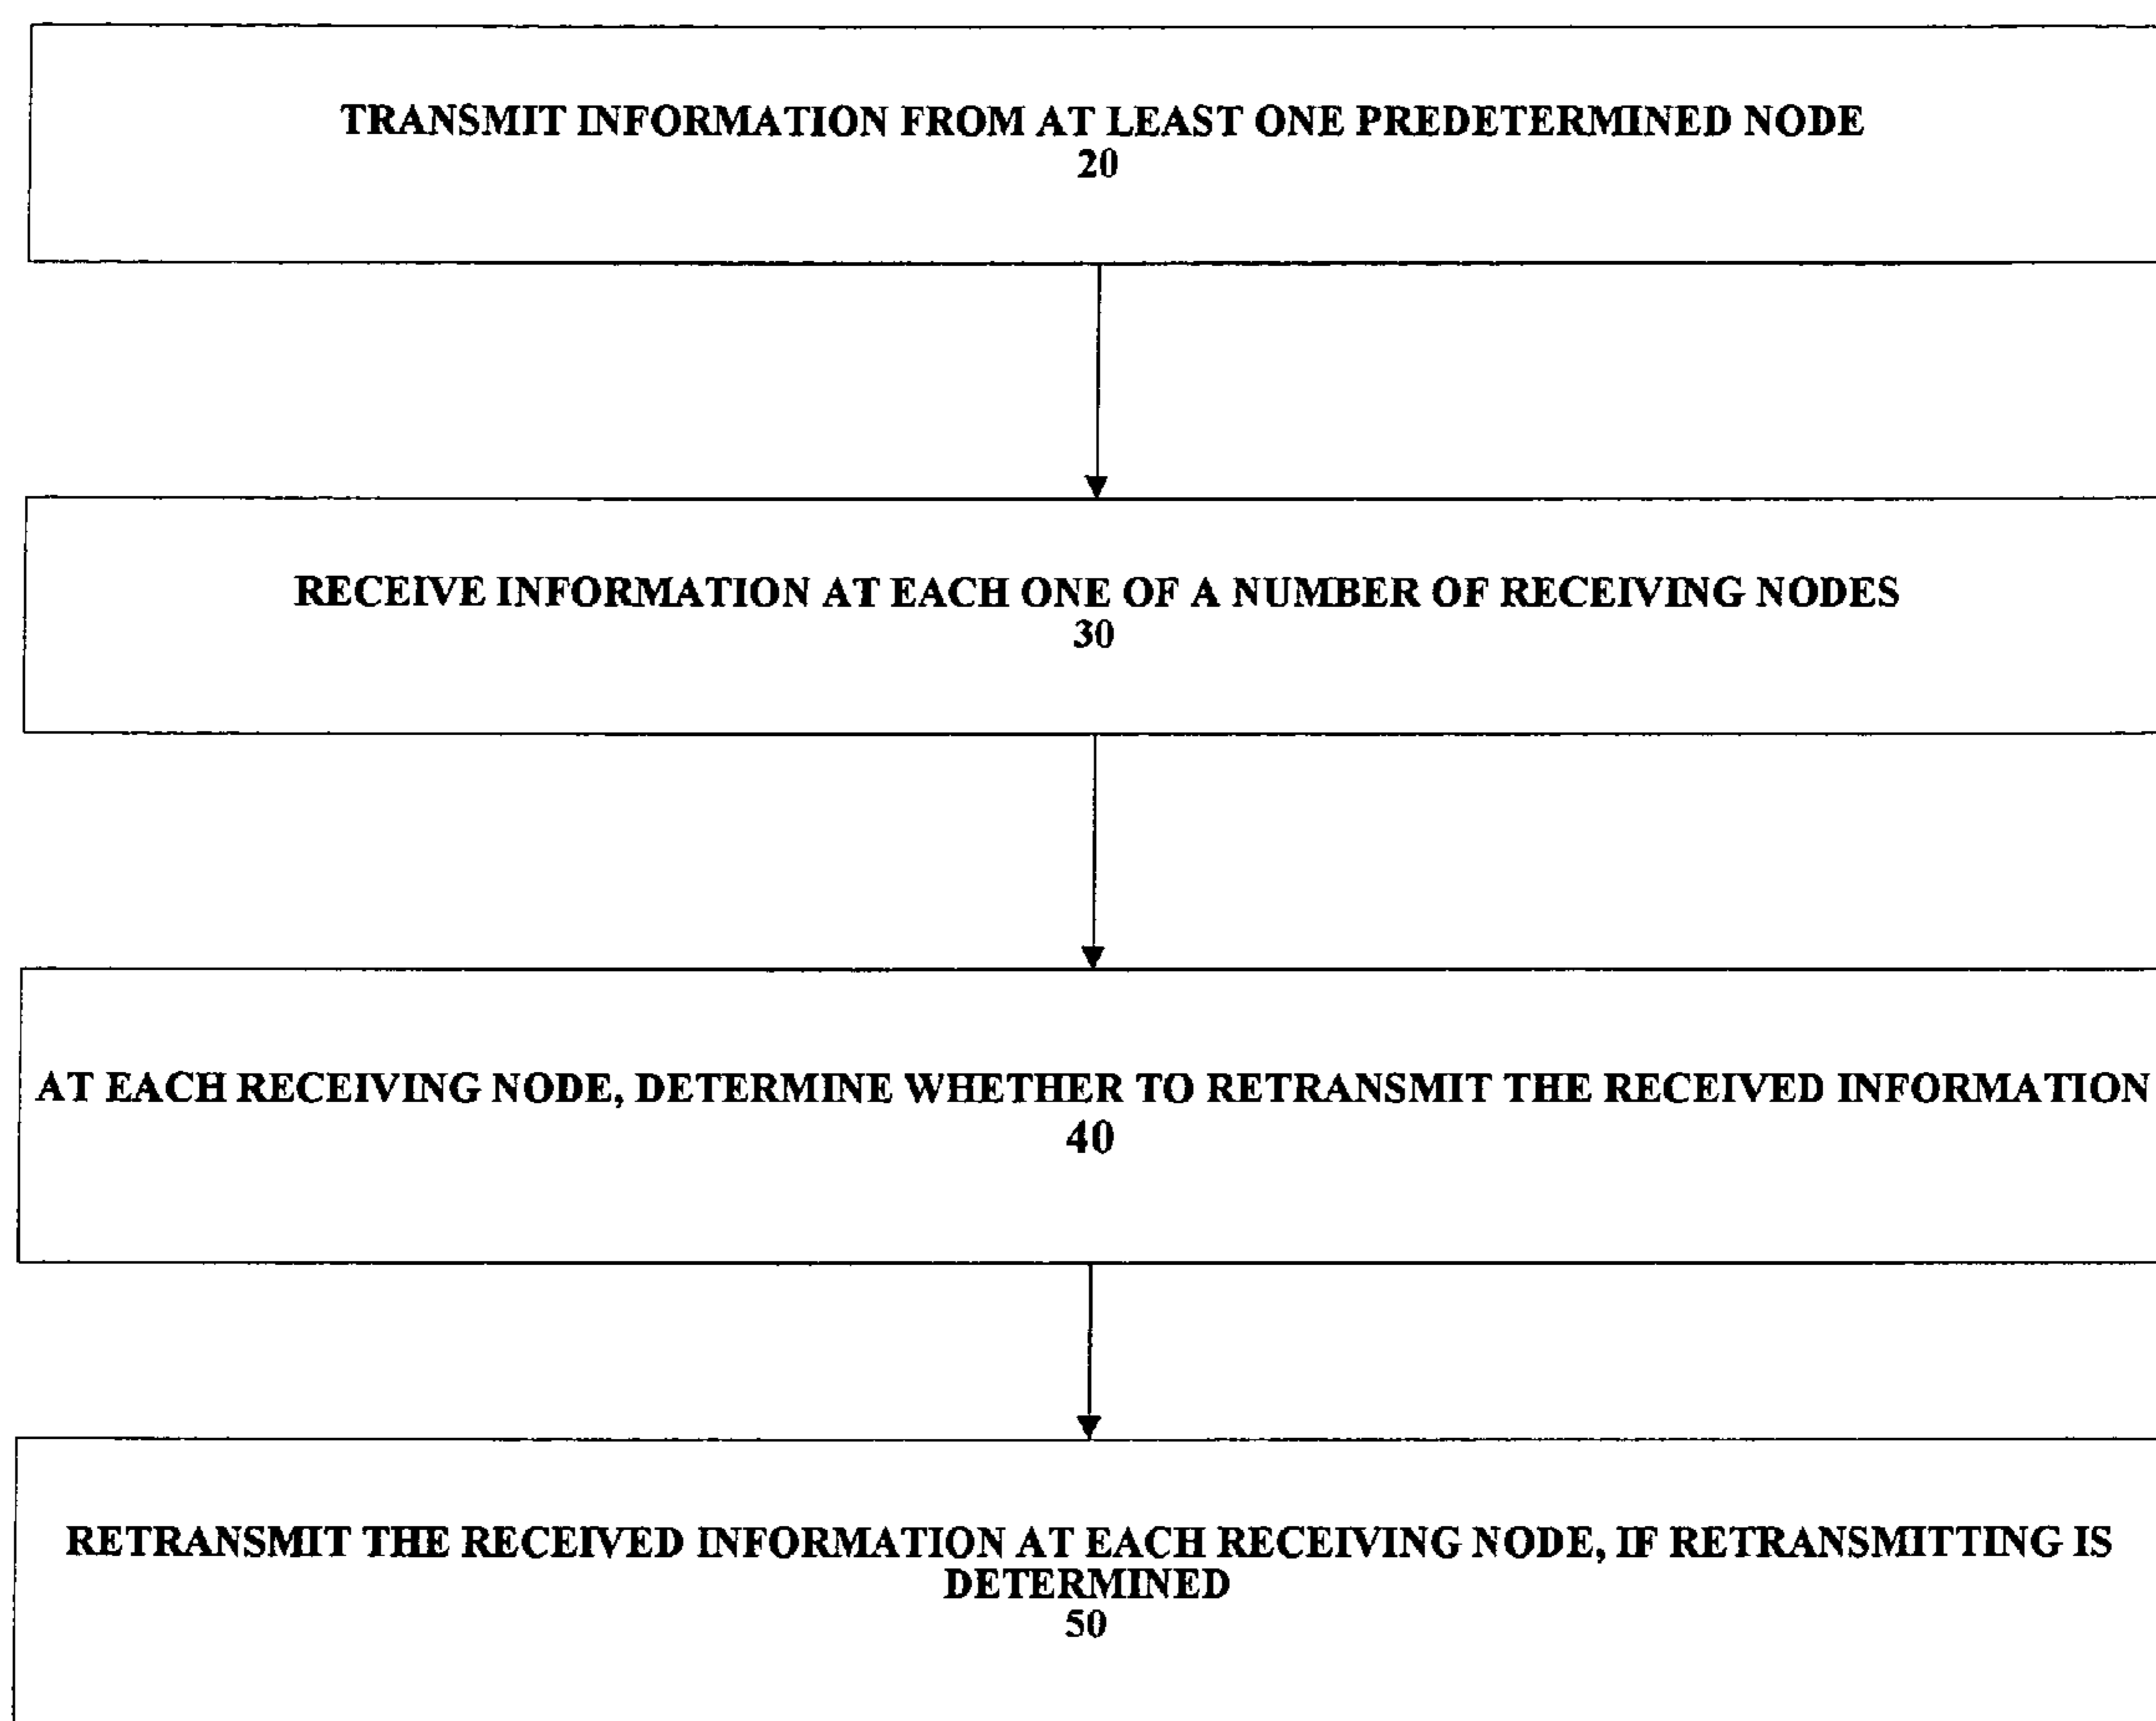 TRANSMIT INFORMATION FROM AT LEAST ONE PREDETERMINED NODE
20
RECEIVE INFORMATION AT EACH ONE OF A NUMBER OF RECEIVING NODES
30
AT EACH RECEIVING NODE, DETERMINE WHETHER TO RETRANSMIT THE RECEIVED INFORMATION
40
RETRANSMIT THE RECEIVED INFORMATION AT EACH RECEIVING NODE, IF RETRANSMITTING IS
DETERMINED
50